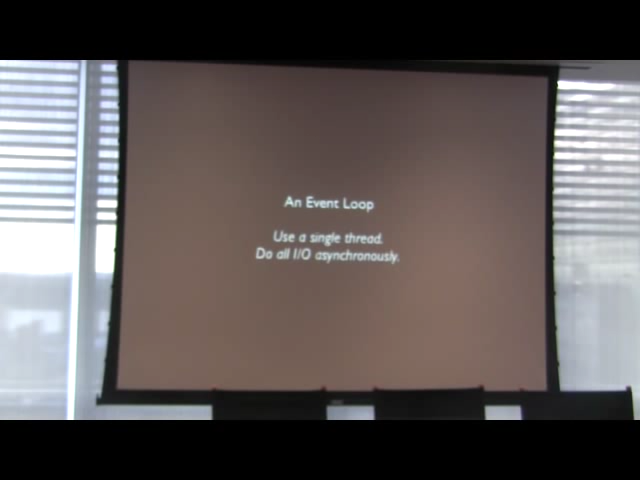 An Event Loop
Use a single thread.
Do all I/O asynchronously.